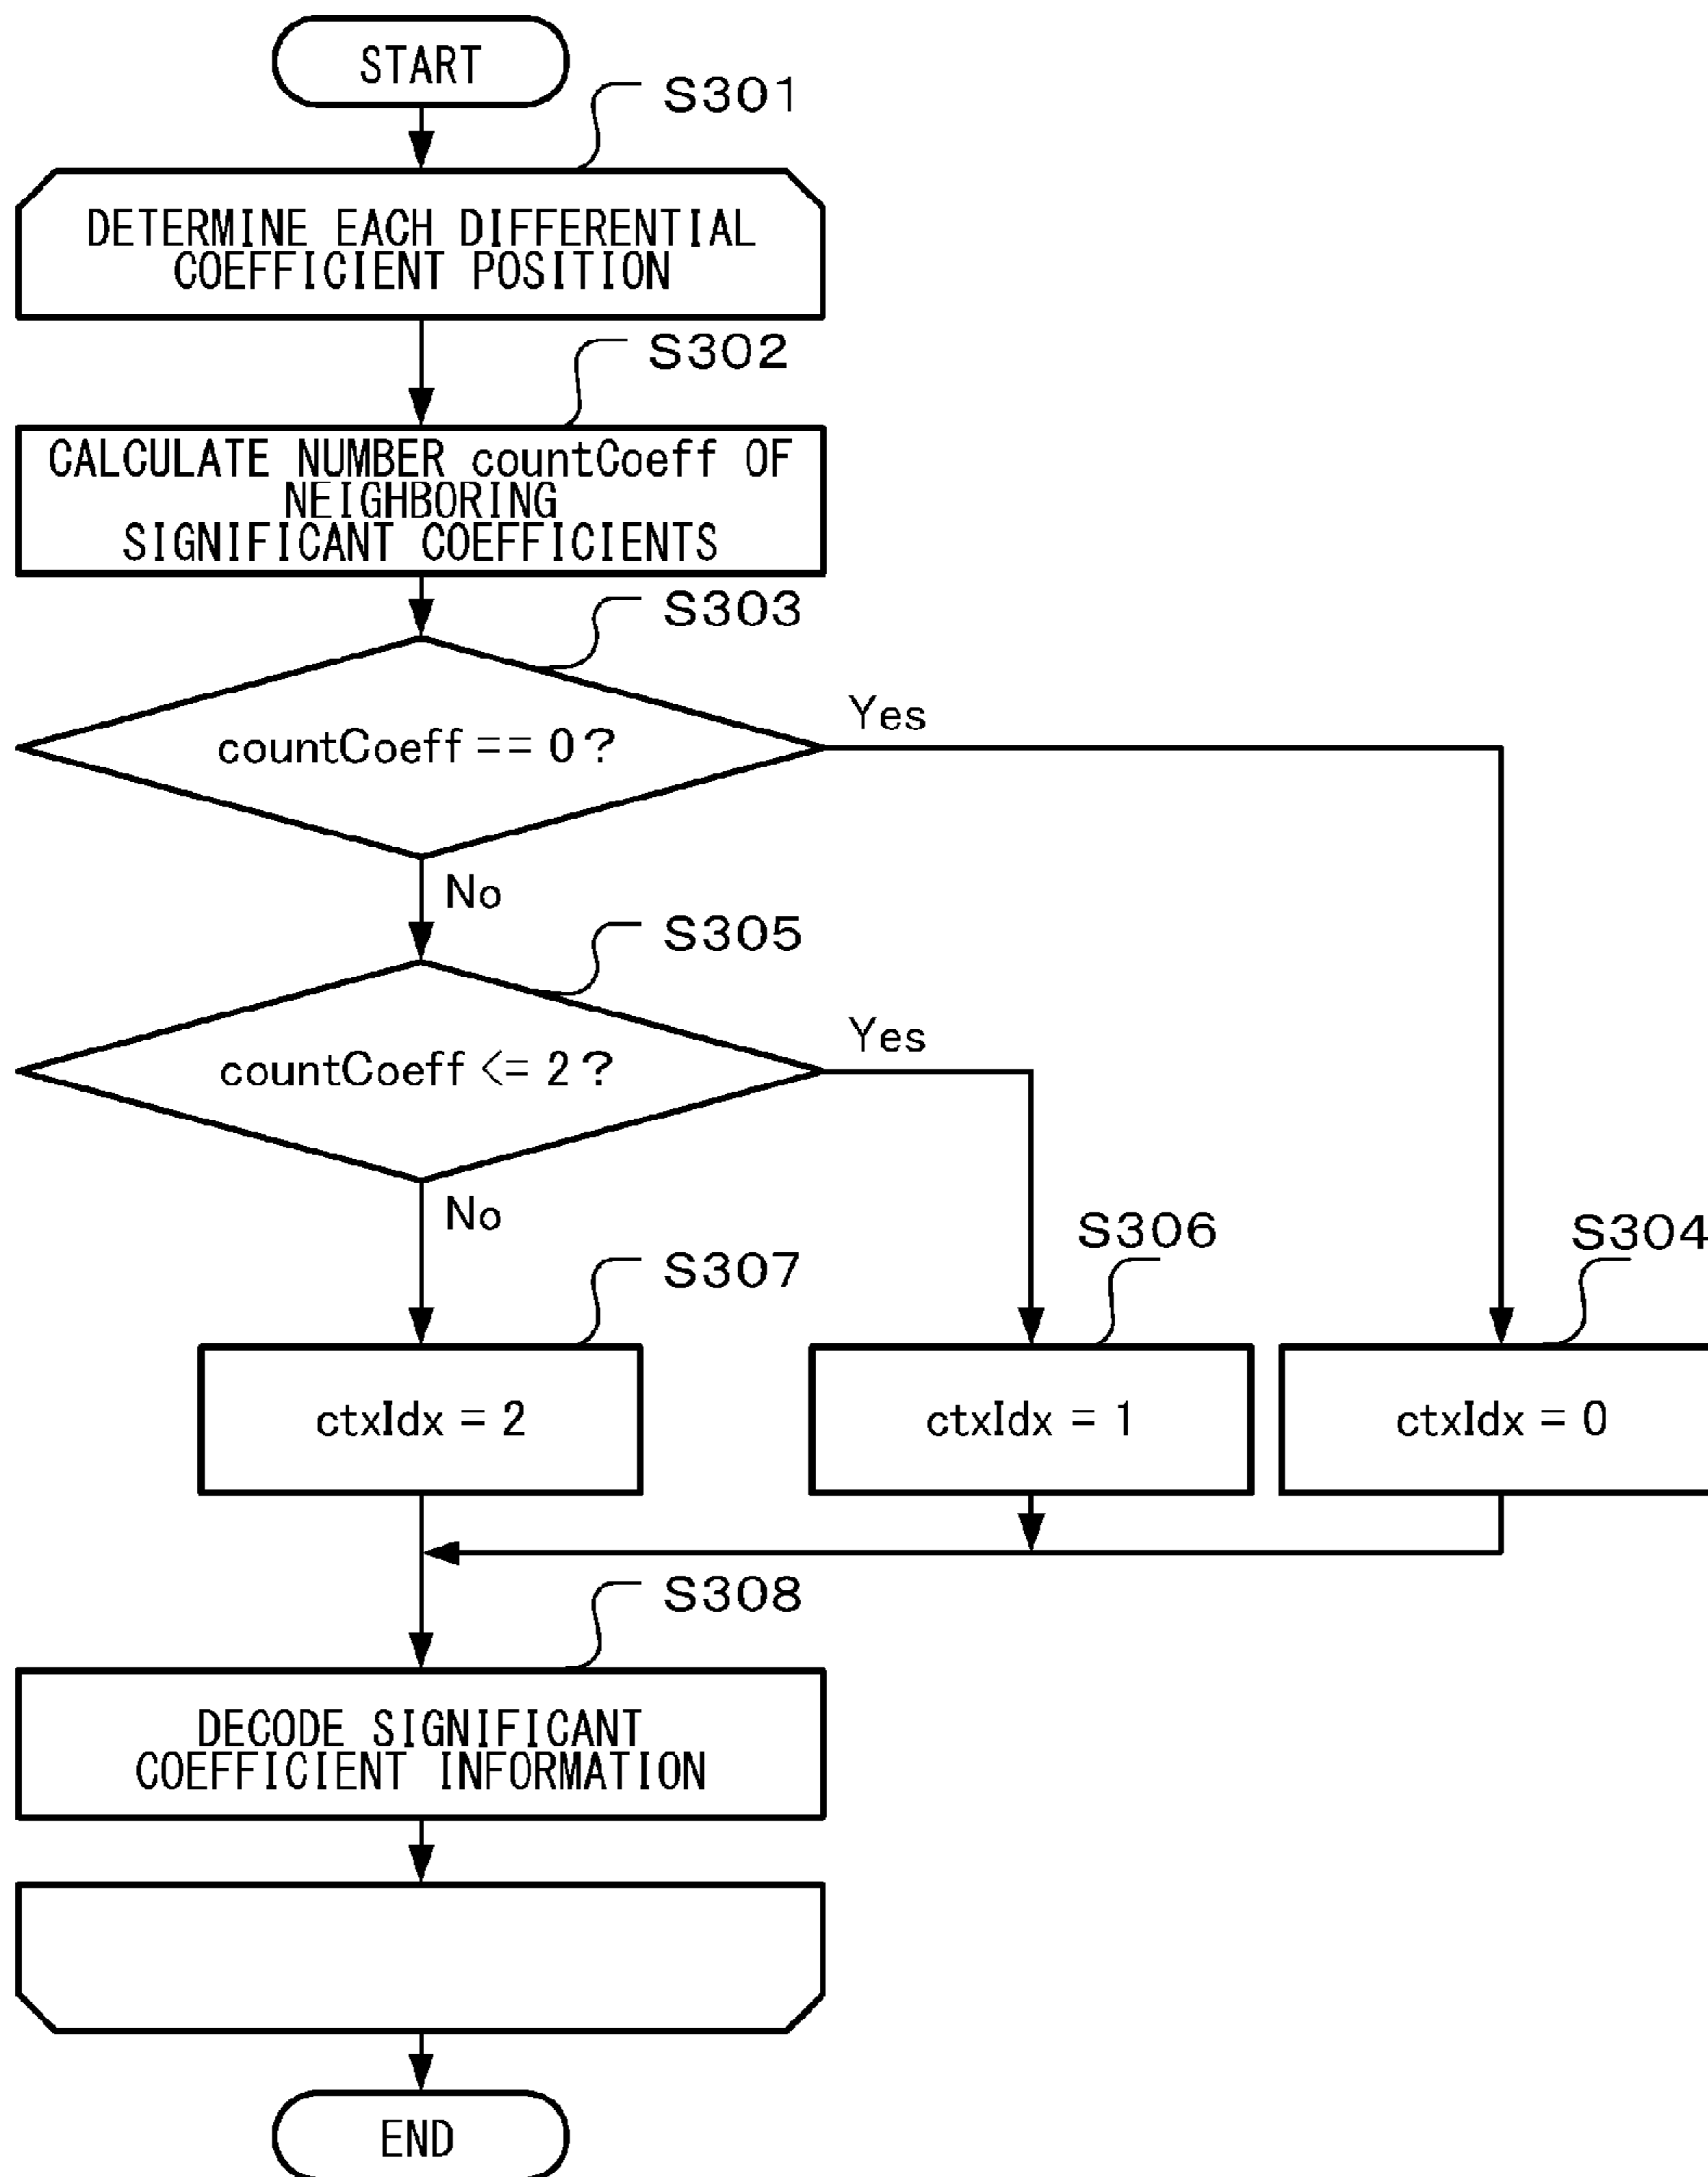 START
S301
DETERMINE EACH DIFFERENTIAL
COEFFICIENT POSITION
S302
CALCULATE NUMBER countCoeff OF
NEIGHBORING
SIGNIFICANT COEFFICIENTS
S303
countCoeff == 0?
Yes
No
S305
countCoeff <= 2?
Yes
No
S307
S306
S304
ctxIdx = 2
ctxIdx = 1
ctxIdx = 0
S308
DECODE SIGNIFICANT
COEFFICIENT INFORMATION
END